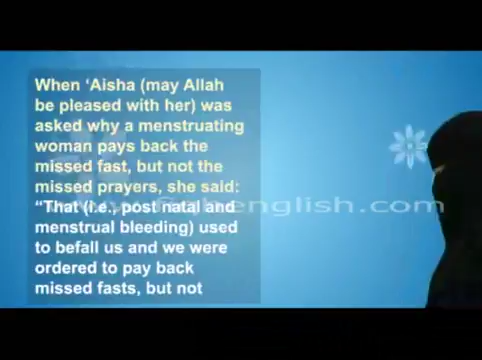 When ‘Aisha (may Allah
be pleased with her) was
asked why a menstruating
woman pays back the
missed fast, but not the
missed prayers, she said:
“That (i.e., post natal and
menstrual bleeding) used
to befall us and we were
ordered to pay back
missed fasts, but not